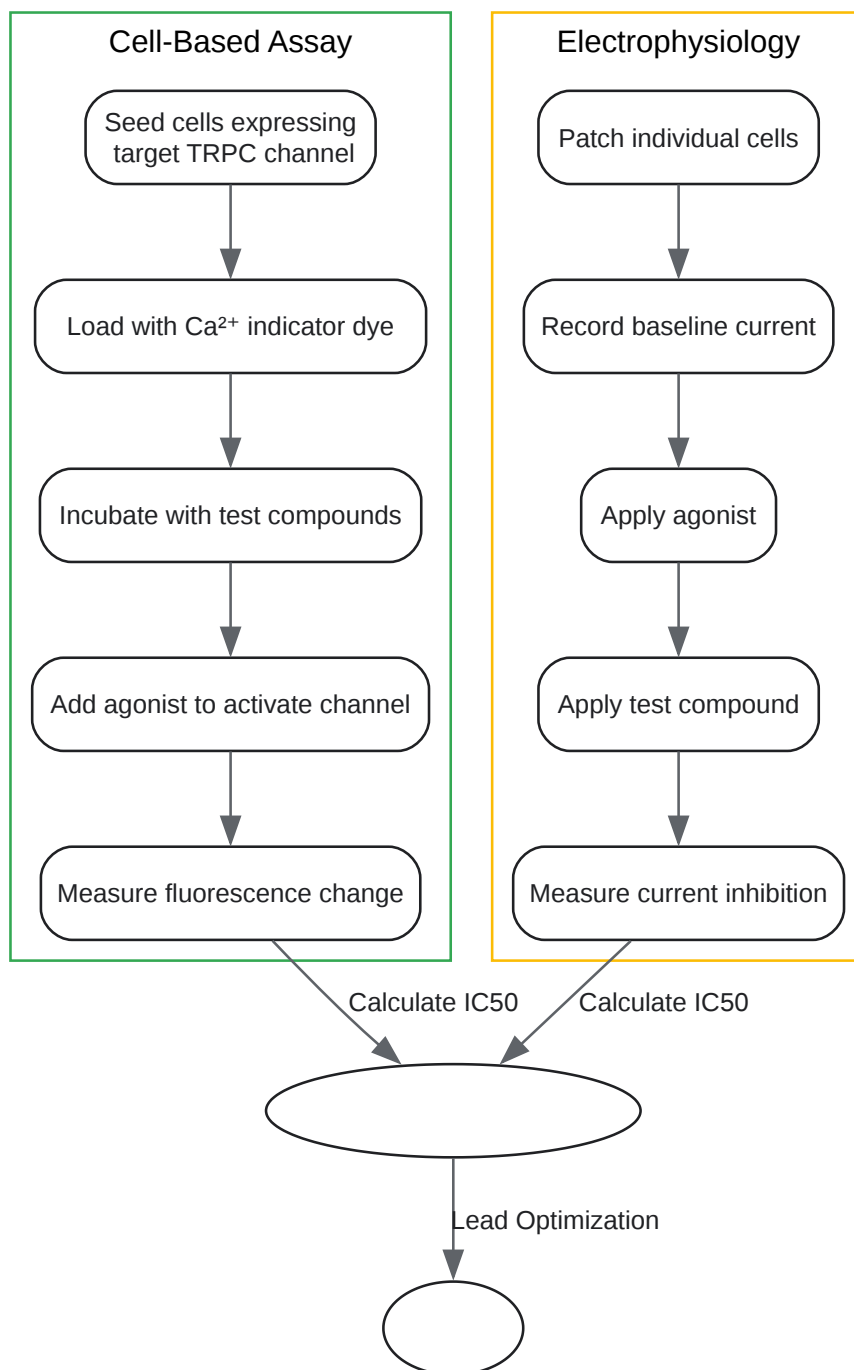 Cell-Based Assay
Seed cells expressing
target TRPC channel
Load with Ca²⁺ indicator dye
Incubate with test compounds
Add agonist to activate channel
Measure fluorescence change
Electrophysiology
Patch individual cells
Record baseline current
Apply agonist
Apply test compound
Measure current inhibition
Calculate IC50
Calculate IC50
Lead Optimization